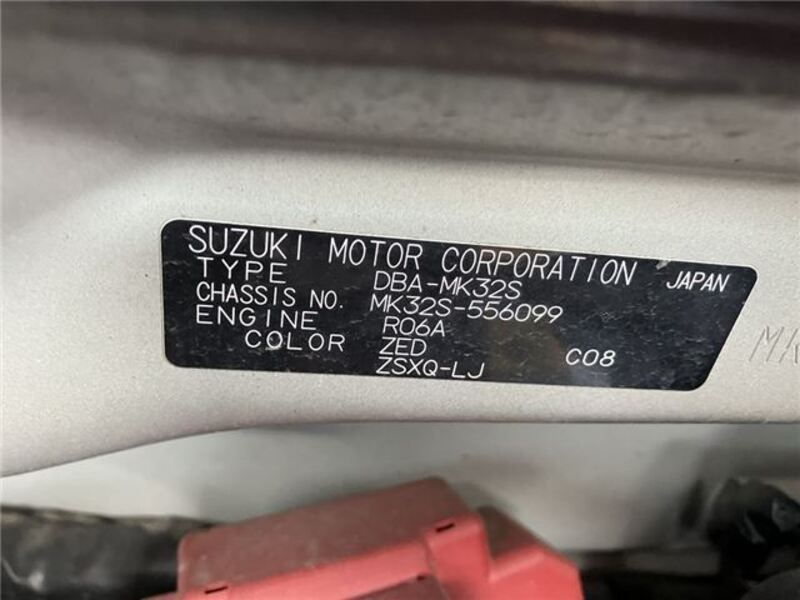 SUZUKI MOTOR CORPORATION JAPAN
TYPE DBA-MK32S
CHASSIS NO. MK32S-556099
ENGINE R06A
COLOR ZED C08
ZSXQ-LJ